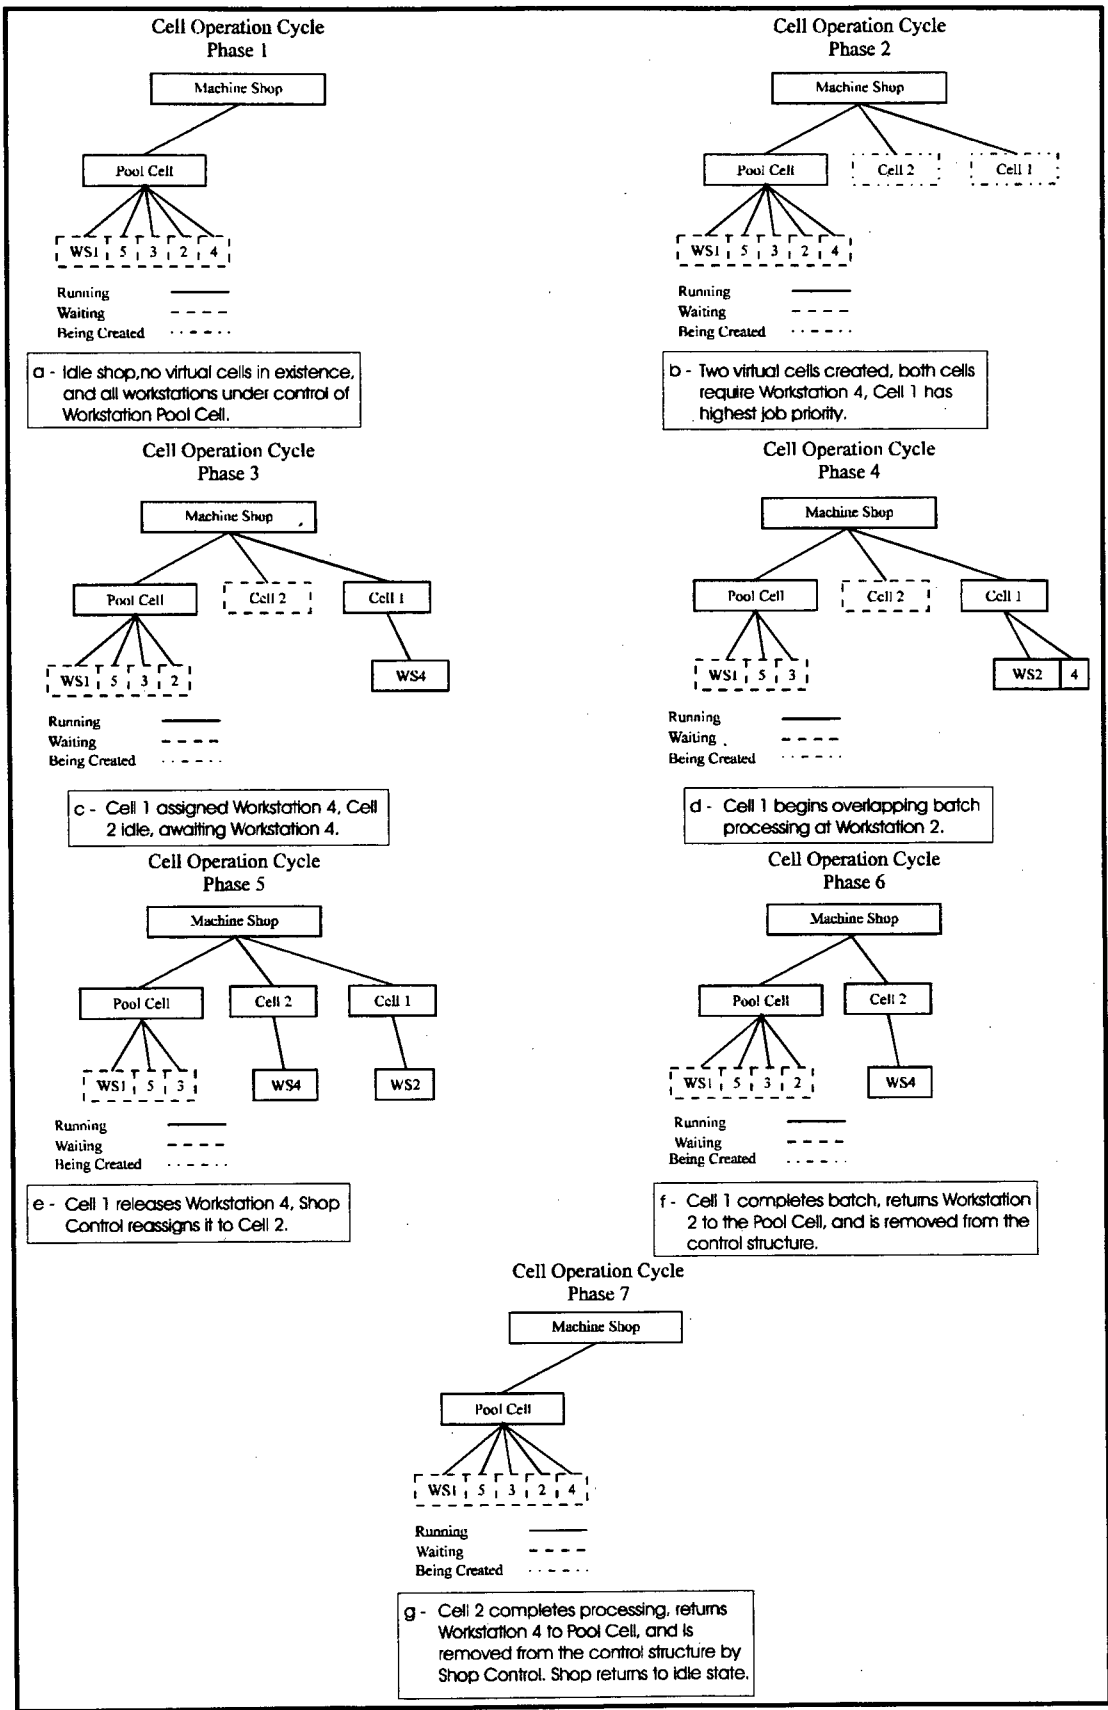 Cell Operation Cycle
Phase 1
Machine Shop
Pool Cell
WS1 5 3 2 4
Running
Waiting
Being Created
a - Idle shop,no virtual cells in existence,
and all workstations under control of
Workstation Pool Cell.
Cell Operation Cycle
Phase 2
Machine Shop
Pool Cell Cell 2 Cell 1
WS1 5 3 2 4
Running
Waiting
Being Created
b - Two virtual cells created, both cells
require Workstation 4, Cell 1 has
highest job priority.
Cell Operation Cycle
Phase 3
Machine Shop
Pool Cell Cell 2 Cell 1
WS1 5 3 2 WS4
Running
Waiting
Being Created
c - Cell 1 assigned Workstation 4, Cell
2 idle, awaiting Workstation 4.
Cell Operation Cycle
Phase 4
Machine Shop
Pool Cell Cell 2 Cell 1
WS1 5 3 WS2 4
Running
Waiting
Being Created
d - Cell 1 begins overlapping batch
processing at Workstation 2.
Cell Operation Cycle
Phase 5
Machine Shop
Pool Cell Cell 2 Cell 1
WS1 5 3 WS4 WS2
Running
Waiting
Being Created
e - Cell 1 releases Workstation 4, Shop
Control reassigns it to Cell 2.
Cell Operation Cycle
Phase 6
Machine Shop
Pool Cell Cell 2
WS1 5 3 2 WS4
Running
Waiting
Being Created
f - Cell 1 completes batch, returns Workstation
2 to the Pool Cell, and is removed from the
control structure.
Cell Operation Cycle
Phase 7
Machine Shop
Pool Cell
WS1 5 3 2 4
Running
Waiting
Being Created
g - Cell 2 completes processing, returns
Workstation 4 to Pool Cell, and is
removed from the control structure by
Shop Control. Shop returns to idle state.